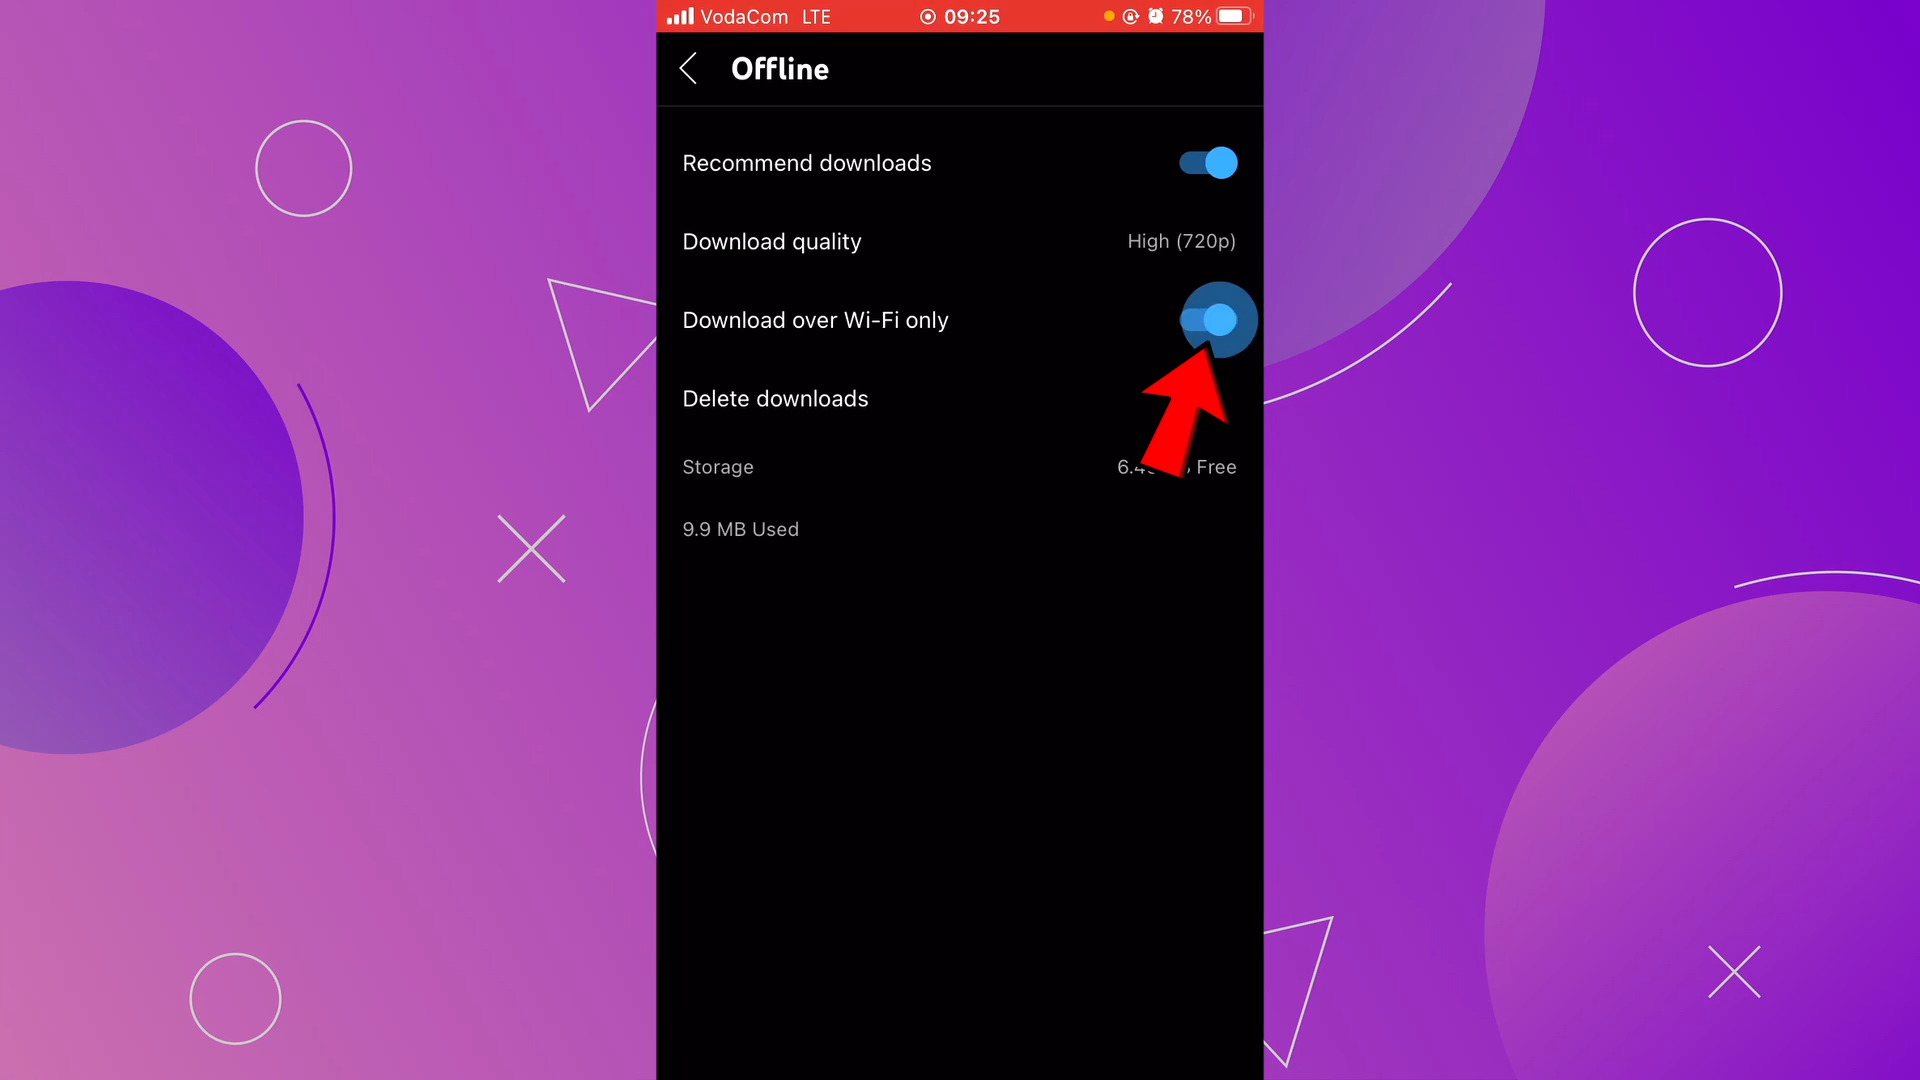 VodaCom LTE 09:25 78%
Offline
Recommend downloads
Download quality High (720p)
Download over Wi-Fi only
Delete downloads
Storage Free
9.9 MB Used